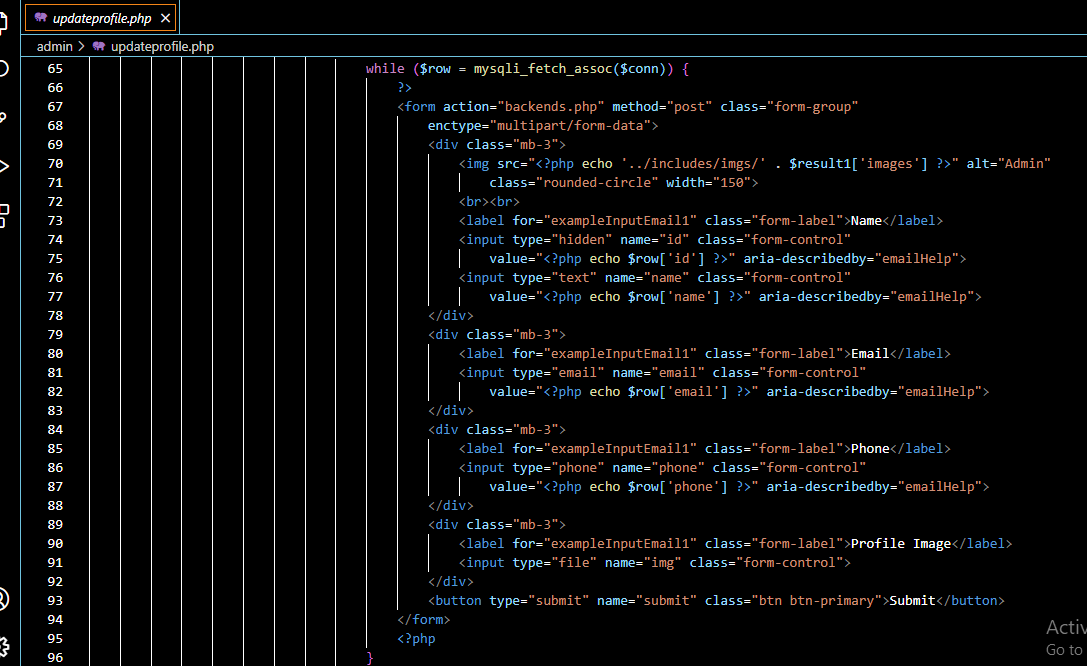 updateprofile.php ×
admin > updateprofile.php
65 while ($row = mysqli_fetch_assoc($conn)) {
66 ?>
67 <form action="backends.php" method="post" class="form-group"
68 enctype="multipart/form-data">
69 <div class="mb-3">
70 <img src="<?php echo '../includes/imgs/' . $result1['images'] ?>" alt="Admin"
71 class="rounded-circle" width="150">
72 <br><br>
73 <label for="exampleInputEmail1" class="form-label">Name</label>
74 <input type="hidden" name="id" class="form-control"
75 value="<?php echo $row['id'] ?>" aria-describedby="emailHelp">
76 <input type="text" name="name" class="form-control"
77 value="<?php echo $row['name'] ?>" aria-describedby="emailHelp">
78 </div>
79 <div class="mb-3">
80 <label for="exampleInputEmail1" class="form-label">Email</label>
81 <input type="email" name="email" class="form-control"
82 value="<?php echo $row['email'] ?>" aria-describedby="emailHelp">
83 </div>
84 <div class="mb-3">
85 <label for="exampleInputEmail1" class="form-label">Phone</label>
86 <input type="phone" name="phone" class="form-control"
87 value="<?php echo $row['phone'] ?>" aria-describedby="emailHelp">
88 </div>
89 <div class="mb-3">
90 <label for="exampleInputEmail1" class="form-label">Profile Image</label>
91 <input type="file" name="img" class="form-control">
92 </div>
93 <button type="submit" name="submit" class="btn btn-primary">Submit</button>
94 </form>
95 <?php
96 }
Activ
Go to